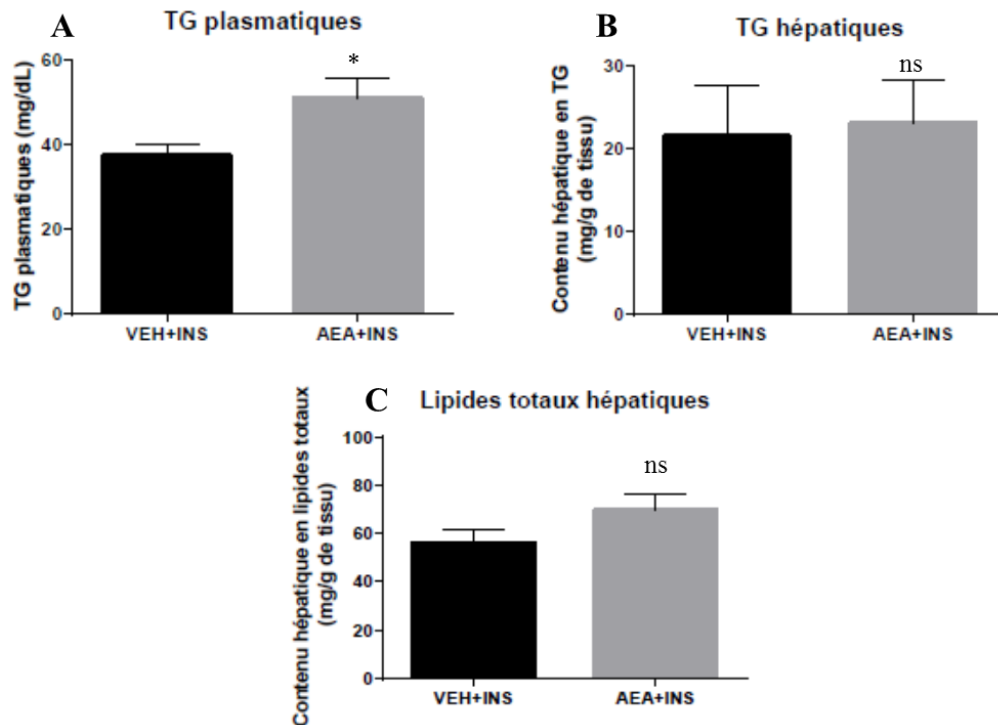 A
TG plasmatiques
TG plasmatiques (mg/dL)
60
40
20
0
*
VEH+INS
AEA+INS
B
TG hépatiques
Contenu hépatique en TG
(mg/g de tissu)
30
20
10
0
ns
VEH+INS
AEA+INS
C
Lipides totaux hépatiques
Contenu hépatique en lipides totaux
(mg/g de tissu)
100
80
60
40
20
0
ns
VEH+INS
AEA+INS